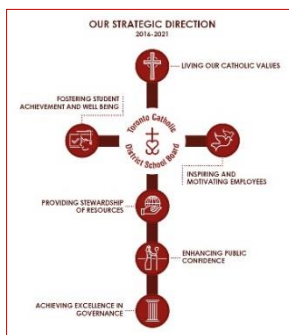 OUR STRATEGIC DIRECTION
2016-2021
LIVING OUR CATHOLIC VALUES
FOSTERING STUDENT
ACHIEVEMENT AND WELL BEING
Toronto Catholic
District School Board
INSPIRING AND
MOTIVATING EMPLOYEES
PROVIDING STEWARDSHIP
OF RESOURCES
ENHANCING PUBLIC
CONFIDENCE
ACHIEVING EXCELLENCE IN
GOVERNANCE